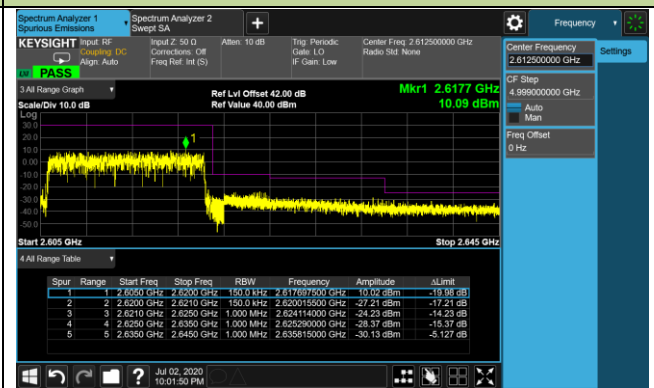 Spectrum Analyzer 1
Spurious Emissions
Spectrum Analyzer 2
Swept SA
Frequency
KEYSIGHT
Input: RF
Coupling: DC
Align: Auto
Input Z: 50 Ω
Corrections: Off
Freq Ref: Int (S)
Atten: 10 dB
Trig: Periodic
Gate: LO
IF Gain: Low
Center Freq: 2.612500000 GHz
Radio Std: None
PASS
Center Frequency
2.612500000 GHz
Settings
CF Step
4.999000000 GHz
Auto
Man
Freq Offset
0 Hz
3 All Range Graph
Scale/Div 10.0 dB
Ref Lvl Offset 42.00 dB
Ref Value 40.00 dBm
Mkr1 2.6177 GHz
10.09 dBm
Log
30.0
20.0
10.0
0.00
-10.0
-20.0
-30.0
-40.0
-50.0
1
Start 2.605 GHz
Stop 2.645 GHz
4 All Range Table
Spur Range Start Freq Stop Freq RBW Frequency Amplitude ΔLimit
1 1 2.6050 GHz 2.6200 GHz 150.0 kHz 2.617697500 GHz 10.02 dBm -19.98 dB
2 2 2.6200 GHz 2.6210 GHz 150.0 kHz 2.620015500 GHz -27.21 dBm -17.21 dB
3 3 2.6210 GHz 2.6250 GHz 1.000 MHz 2.624114000 GHz -24.23 dBm -14.23 dB
4 4 2.6250 GHz 2.6350 GHz 1.000 MHz 2.625290000 GHz -28.37 dBm -15.37 dB
5 5 2.6350 GHz 2.6450 GHz 1.000 MHz 2.635815000 GHz -30.13 dBm -5.127 dB
Jul 02, 2020
10:01:50 PM